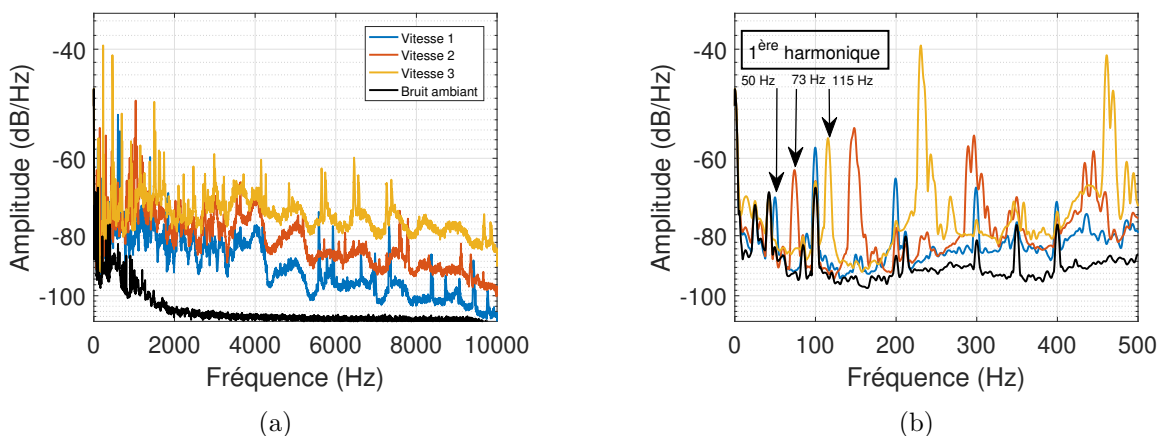 Vitesse 1
Vitesse 2
Vitesse 3
Bruit ambiant
-40
-60
-80
-100
Amplitude (dB/Hz)
0 2000 4000 6000 8000 10000
Fréquence (Hz)
(a)
1ère harmonique
50 Hz 73 Hz 115 Hz
-40
-60
-80
-100
Amplitude (dB/Hz)
0 100 200 300 400 500
Fréquence (Hz)
(b)